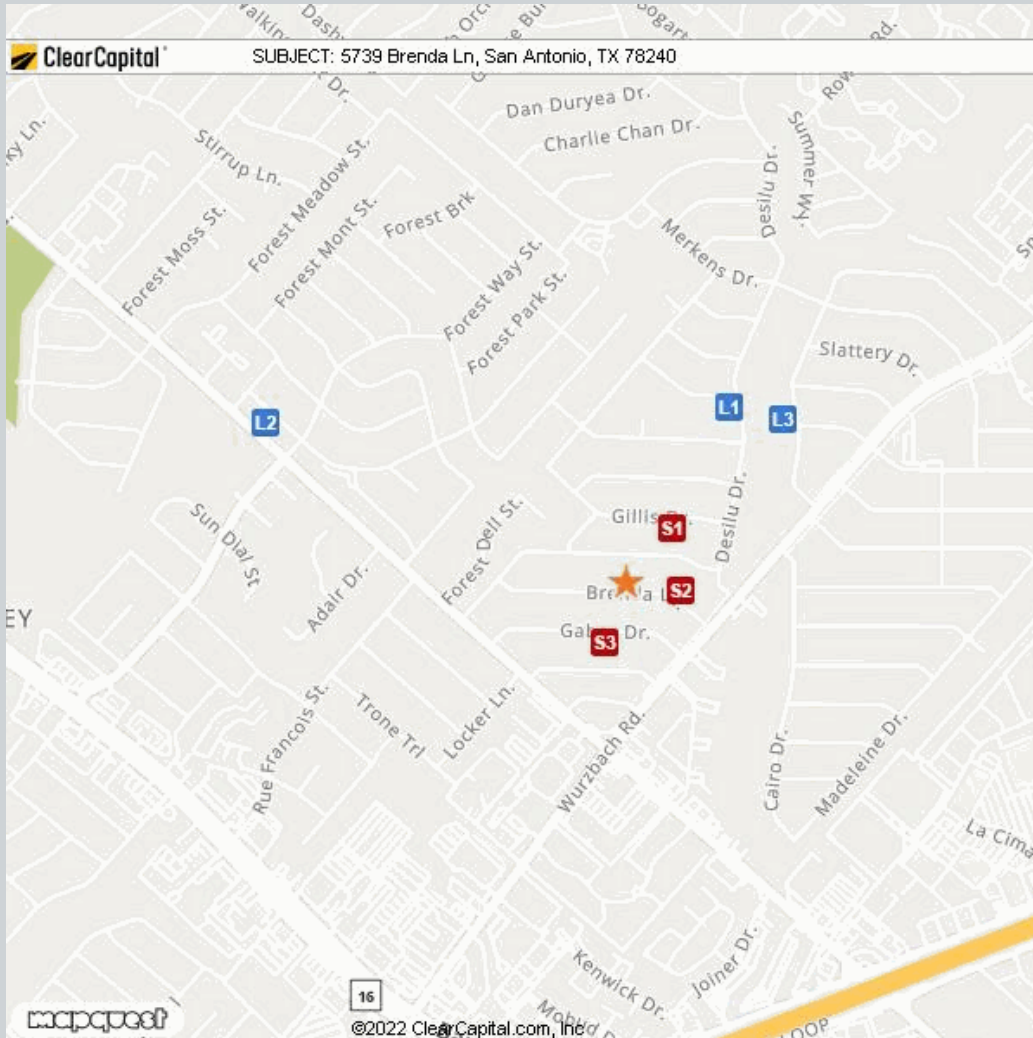 Dash
ClearCapital
SUBJECT: 5739 Brenda Ln, San Antonio, TX 78240
Rd.
Dr.
Dan Duryea Dr.
Charlie Chan Dr.
Stirrup Ln.
Forest Meadow St.
Summer Wy.
Desilu Dr.
Forest Moss St.
Forest Mont St.
Forest Brk
Merkens Dr.
Forest Way St.
Forest Park St.
Slattery Dr.
L1
L2
L3
Gillis
S1
Desilu Dr.
Forest Dell St.
Sun Dial St
Adair Dr.
S2
Dr.
S3
EY
Rue Francois St.
Trone Trl
Locker Ln.
Wurzbach Rd.
Cairo Dr.
Madeleine Dr.
La Cima
Kenwick Dr.
Joiner Dr.
16
mapquest
©2022 ClearCapital.com, Inc
LOOP